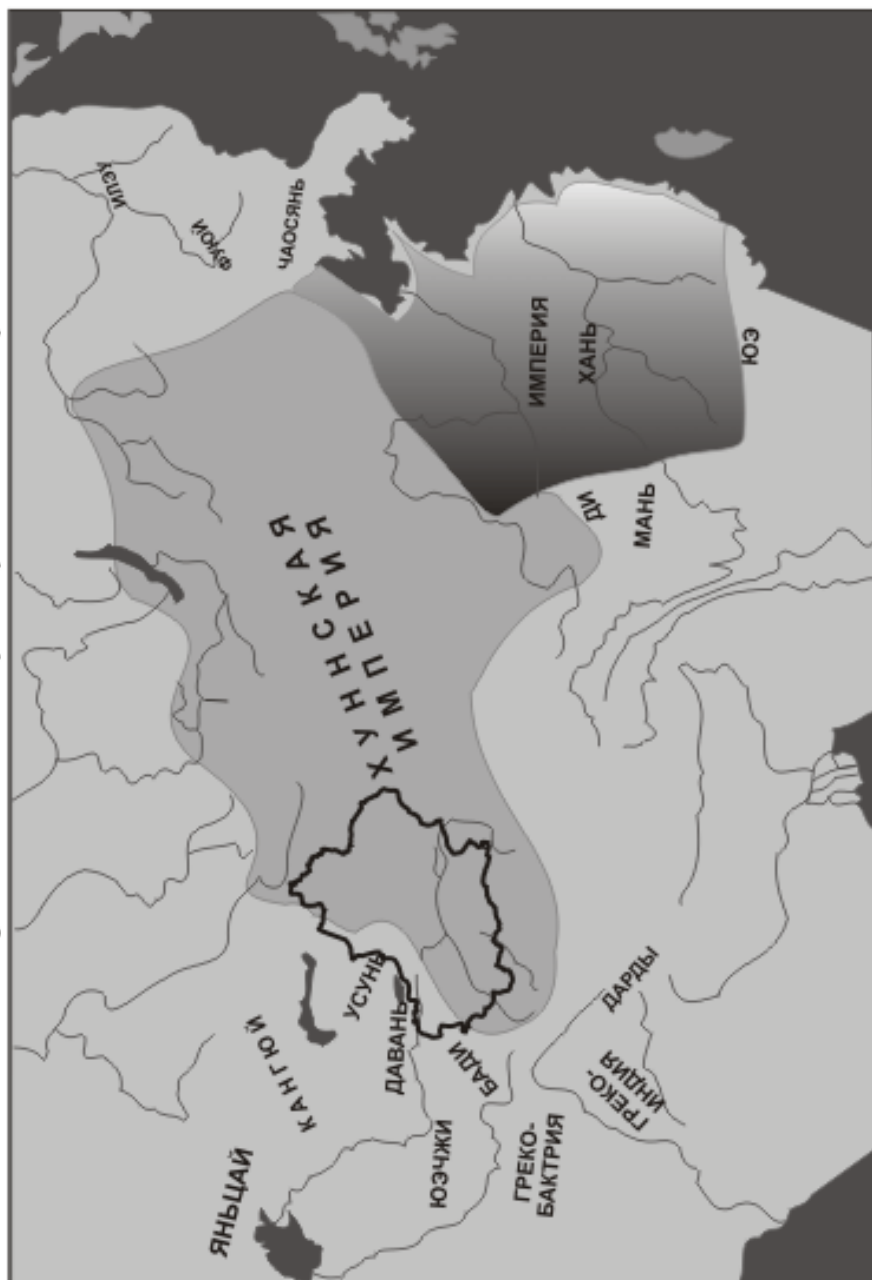 ИЛЭУ
ФУЮЙ
ЧАОСЯНЬ
ХУННСКАЯ
ИМПЕРИЯ
ИМПЕРИЯ
ХАНЬ
ЮЭ
ДИ
МАНЬ
ЯНЬЦАЙ
КАНГЮЙ
УСУНЬ
ДАВАНЬ
БАДИ
ЮЭЧЖИ
ГРЕКО-
БАКТРИЯ
ГРЕКО-
ИНДИЯ
ДАРДЫ